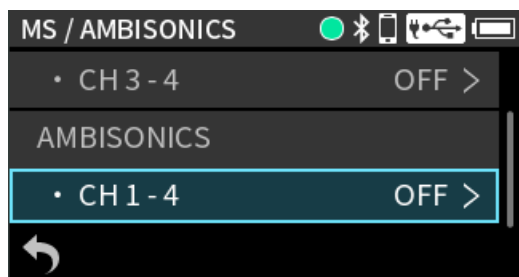 MS / AMBISONICS
・ CH 3 - 4 OFF >
AMBISONICS
・ CH 1 - 4 OFF >